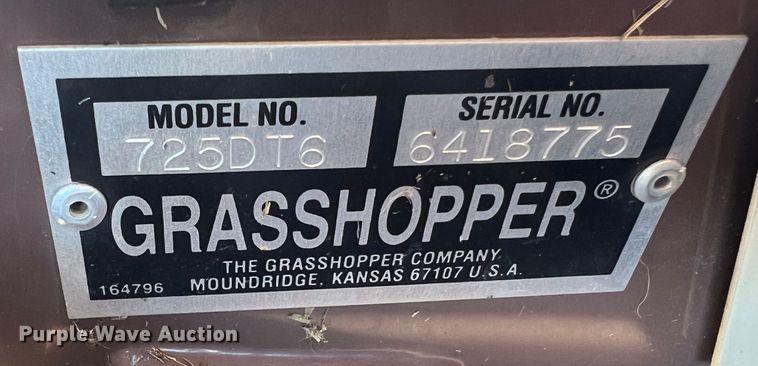 MODEL NO.
725DT6
SERIAL NO.
6418775
GRASSHOPPER®
THE GRASSHOPPER COMPANY
MOUNDRIDGE, KANSAS 67107 U.S.A.
164796
Purple Wave Auction